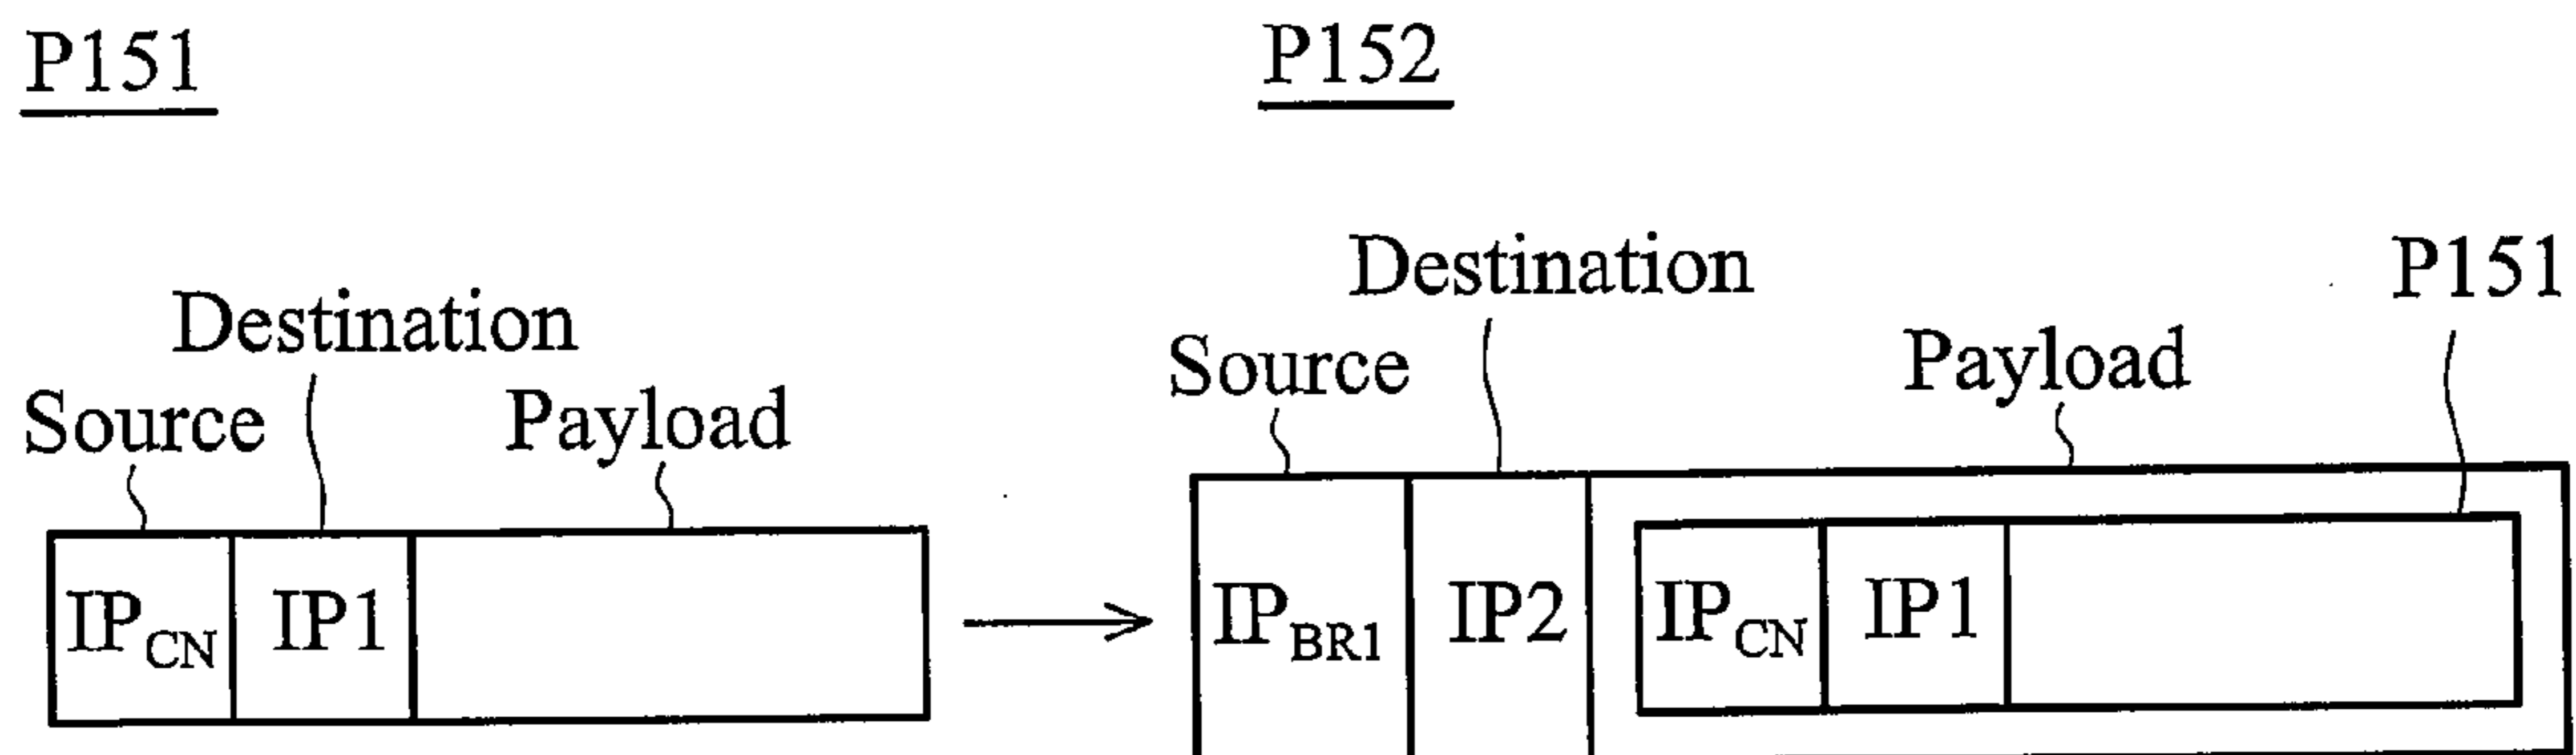 P151
P152
Destination
Source
Payload
IPCN
IP1
Destination
P151
Source
Payload
IPBR1
IP2
IPCN
IP1